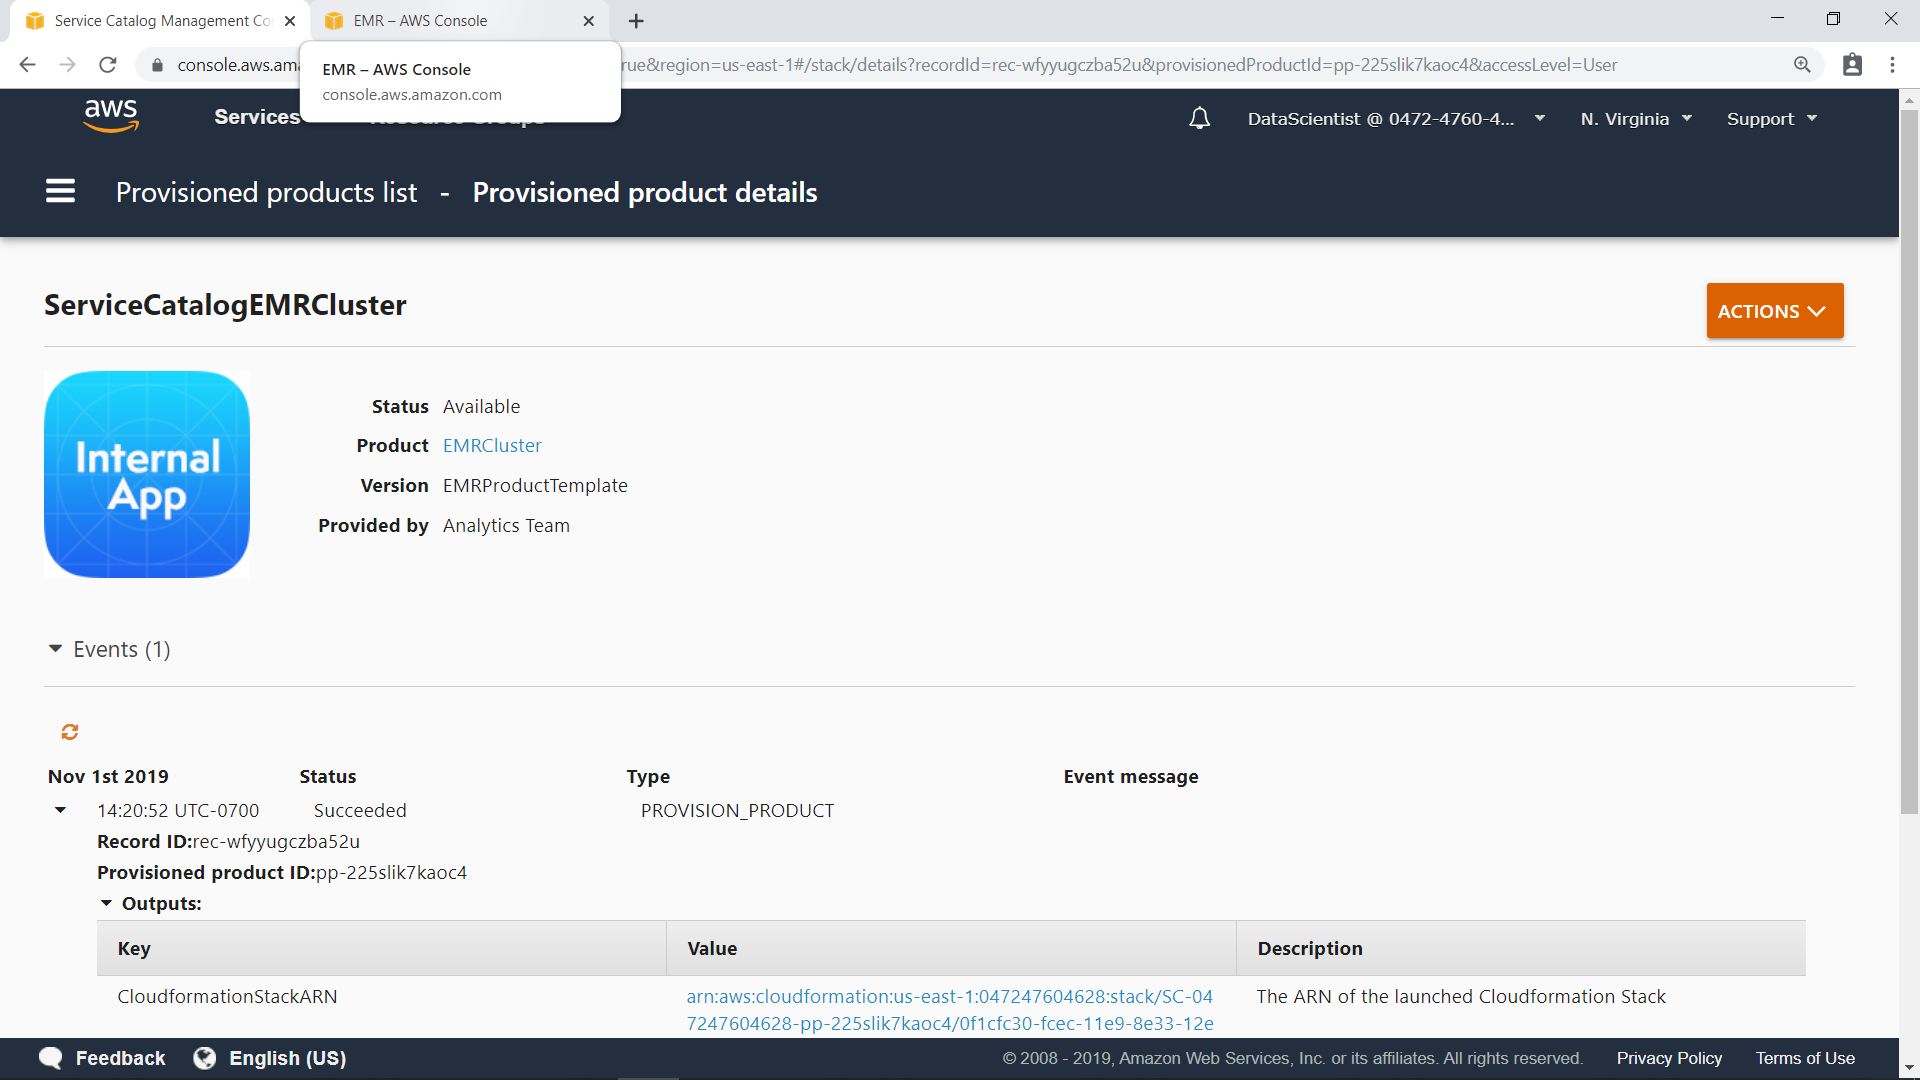 Service Catalog Management Co
EMR – AWS Console
console.aws.ama
rue&region=us-east-1#/stack/details?recordId=rec-wfyyugczba52u&provisionedProductId=pp-225slik7kaoc4&accessLevel=User
EMR – AWS Console
console.aws.amazon.com
aws
Services
Resource Groups
DataScientist @ 0472-4760-4...
N. Virginia
Support
Provisioned products list - Provisioned product details
ServiceCatalogEMRCluster
ACTIONS
Internal
App
Status Available
Product EMRCluster
Version EMRProductTemplate
Provided by Analytics Team
Events (1)
Nov 1st 2019 Status Type Event message
14:20:52 UTC-0700 Succeeded PROVISION_PRODUCT
Record ID:rec-wfyyugczba52u
Provisioned product ID:pp-225slik7kaoc4
Outputs:
Key Value Description
CloudformationStackARN arn:aws:cloudformation:us-east-1:047247604628:stack/SC-04 The ARN of the launched Cloudformation Stack
7247604628-pp-225slik7kaoc4/0f1cfc30-fcec-11e9-8e33-12e
Feedback English (US) © 2008 - 2019, Amazon Web Services, Inc. or its affiliates. All rights reserved. Privacy Policy Terms of Use